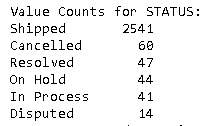 Value Counts for STATUS:
Shipped 2541
Cancelled 60
Resolved 47
On Hold 44
In Process 41
Disputed 14